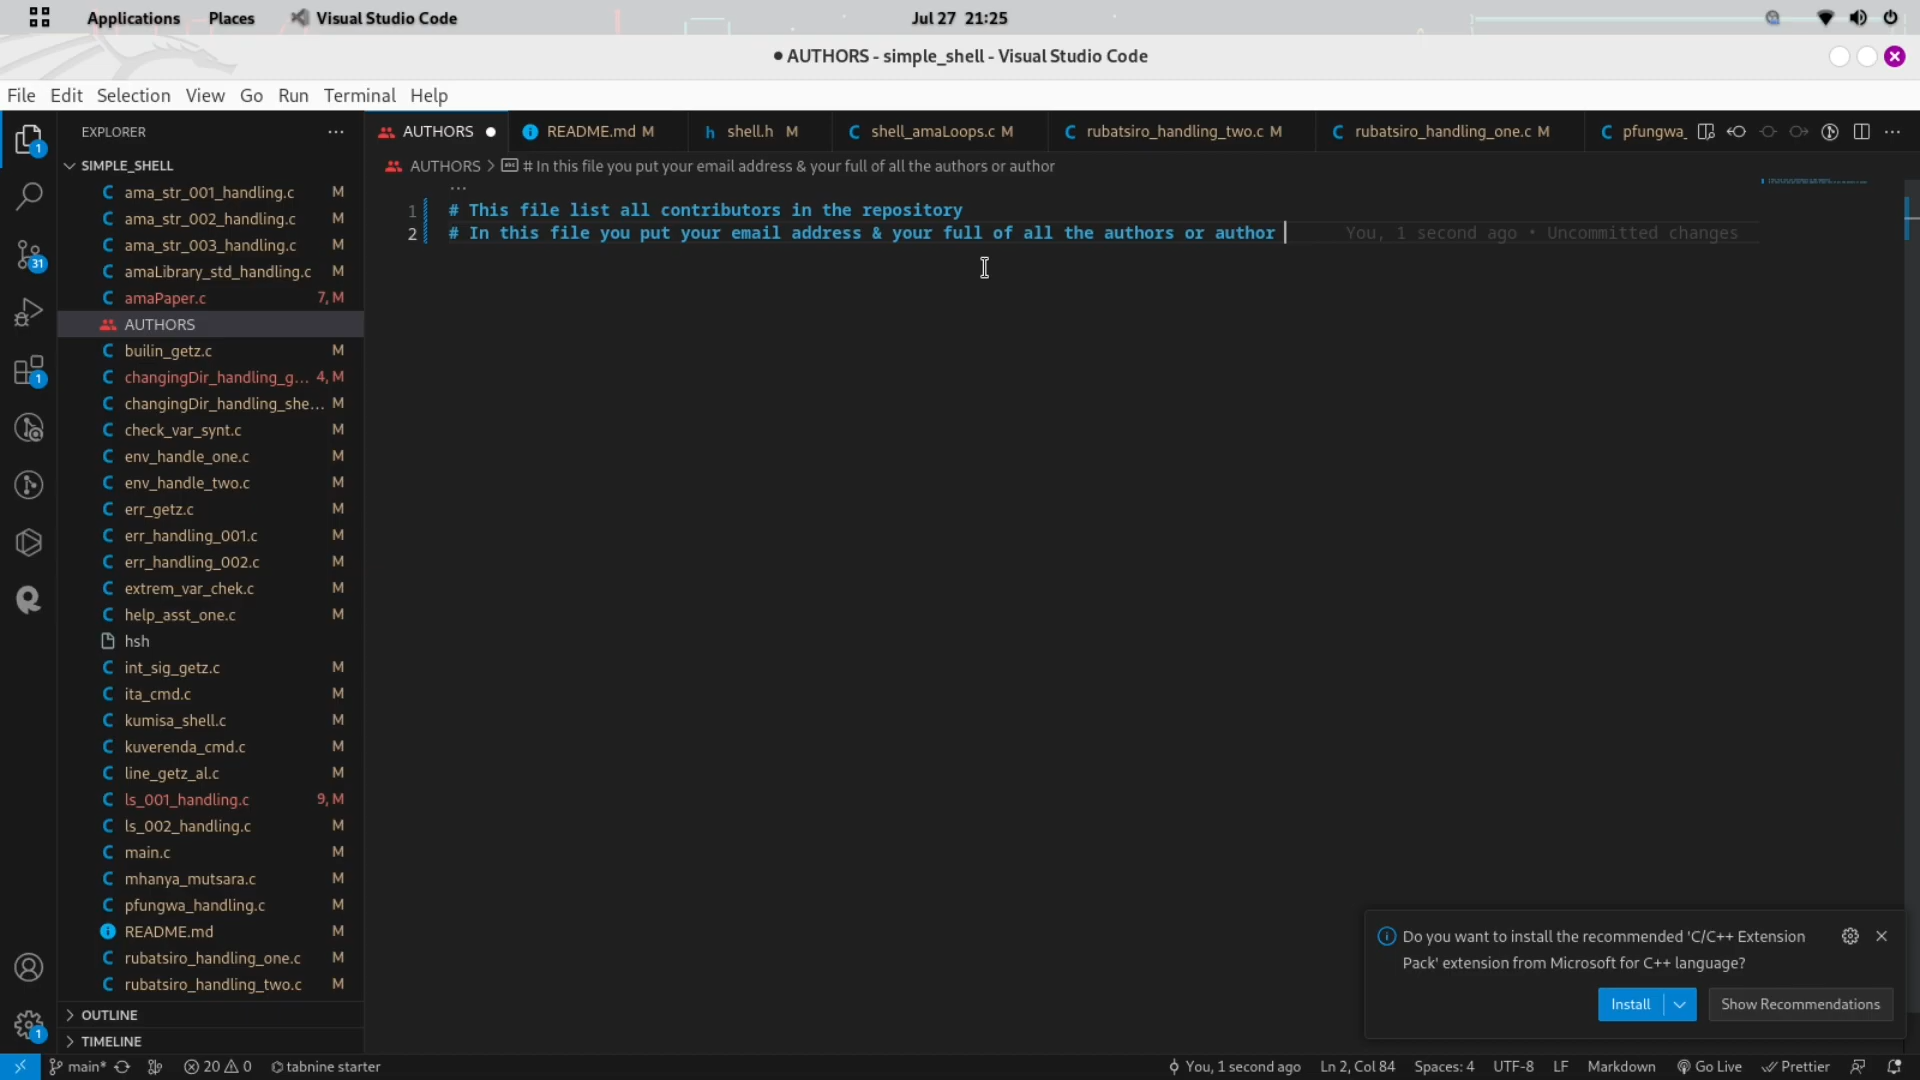 Applications Places Visual Studio Code Jul 27 21:25
● AUTHORS - simple_shell - Visual Studio Code
File Edit Selection View Go Run Terminal Help
EXPLORER ...
SIMPLE_SHELL
ama_str_001_handling.c M
ama_str_002_handling.c M
ama_str_003_handling.c M
amaLibrary_std_handling.c M
amaPaper.c 7, M
AUTHORS
builin_getz.c M
changingDir_handling_g... 4, M
changingDir_handling_she... M
check_var_synt.c M
env_handle_one.c M
env_handle_two.c M
err_getz.c M
err_handling_001.c M
err_handling_002.c M
extrem_var_chek.c M
help_asst_one.c M
hsh
int_sig_getz.c M
ita_cmd.c M
kumisa_shell.c M
kuverenda_cmd.c M
line_getz_al.c M
ls_001_handling.c 9, M
ls_002_handling.c M
main.c M
mhanya_mutsara.c M
pfungwa_handling.c M
README.md M
rubatsiro_handling_one.c M
rubatsiro_handling_two.c M
OUTLINE
TIMELINE
1
31
1
1
AUTHORS ● README.md M shell.h M shell_amaLoops.c M rubatsiro_handling_two.c M rubatsiro_handling_one.c M pfungwa_
AUTHORS > # In this file you put your email address & your full of all the authors or author
...
1 # This file list all contributors in the repository
2 # In this file you put your email address & your full of all the authors or author You, 1 second ago • Uncommitted changes
Do you want to install the recommended 'C/C++ Extension
Pack' extension from Microsoft for C++ language?
Install Show Recommendations
main* 20 0 tabnine starter You, 1 second ago Ln 2, Col 84 Spaces: 4 UTF-8 LF Markdown Go Live Prettier